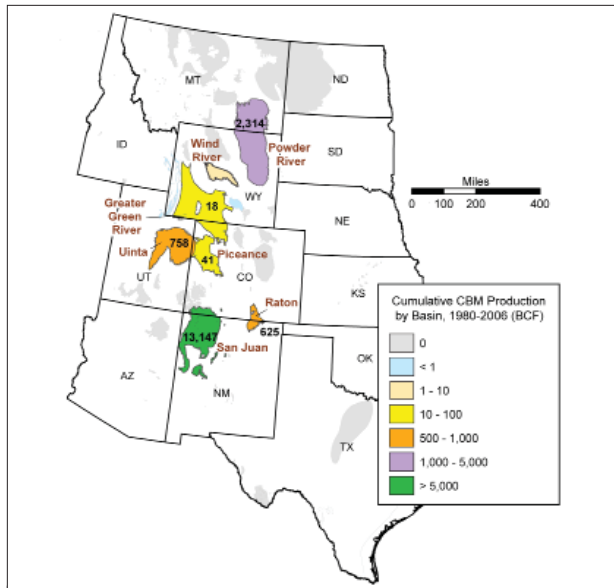 MT
ND
2,314
ID
Wind
River
Powder
River
SD
Miles
0 100 200 400
WY
Greater
Green
River
18
NE
Uinta
758
41
Piceance
UT
CO
KS
Raton
625
13,147
San Juan
OK
AZ
NM
TX
Cumulative CBM Production
by Basin, 1980-2006 (BCF)
0
< 1
1 - 10
10 - 100
500 - 1,000
1,000 - 5,000
> 5,000